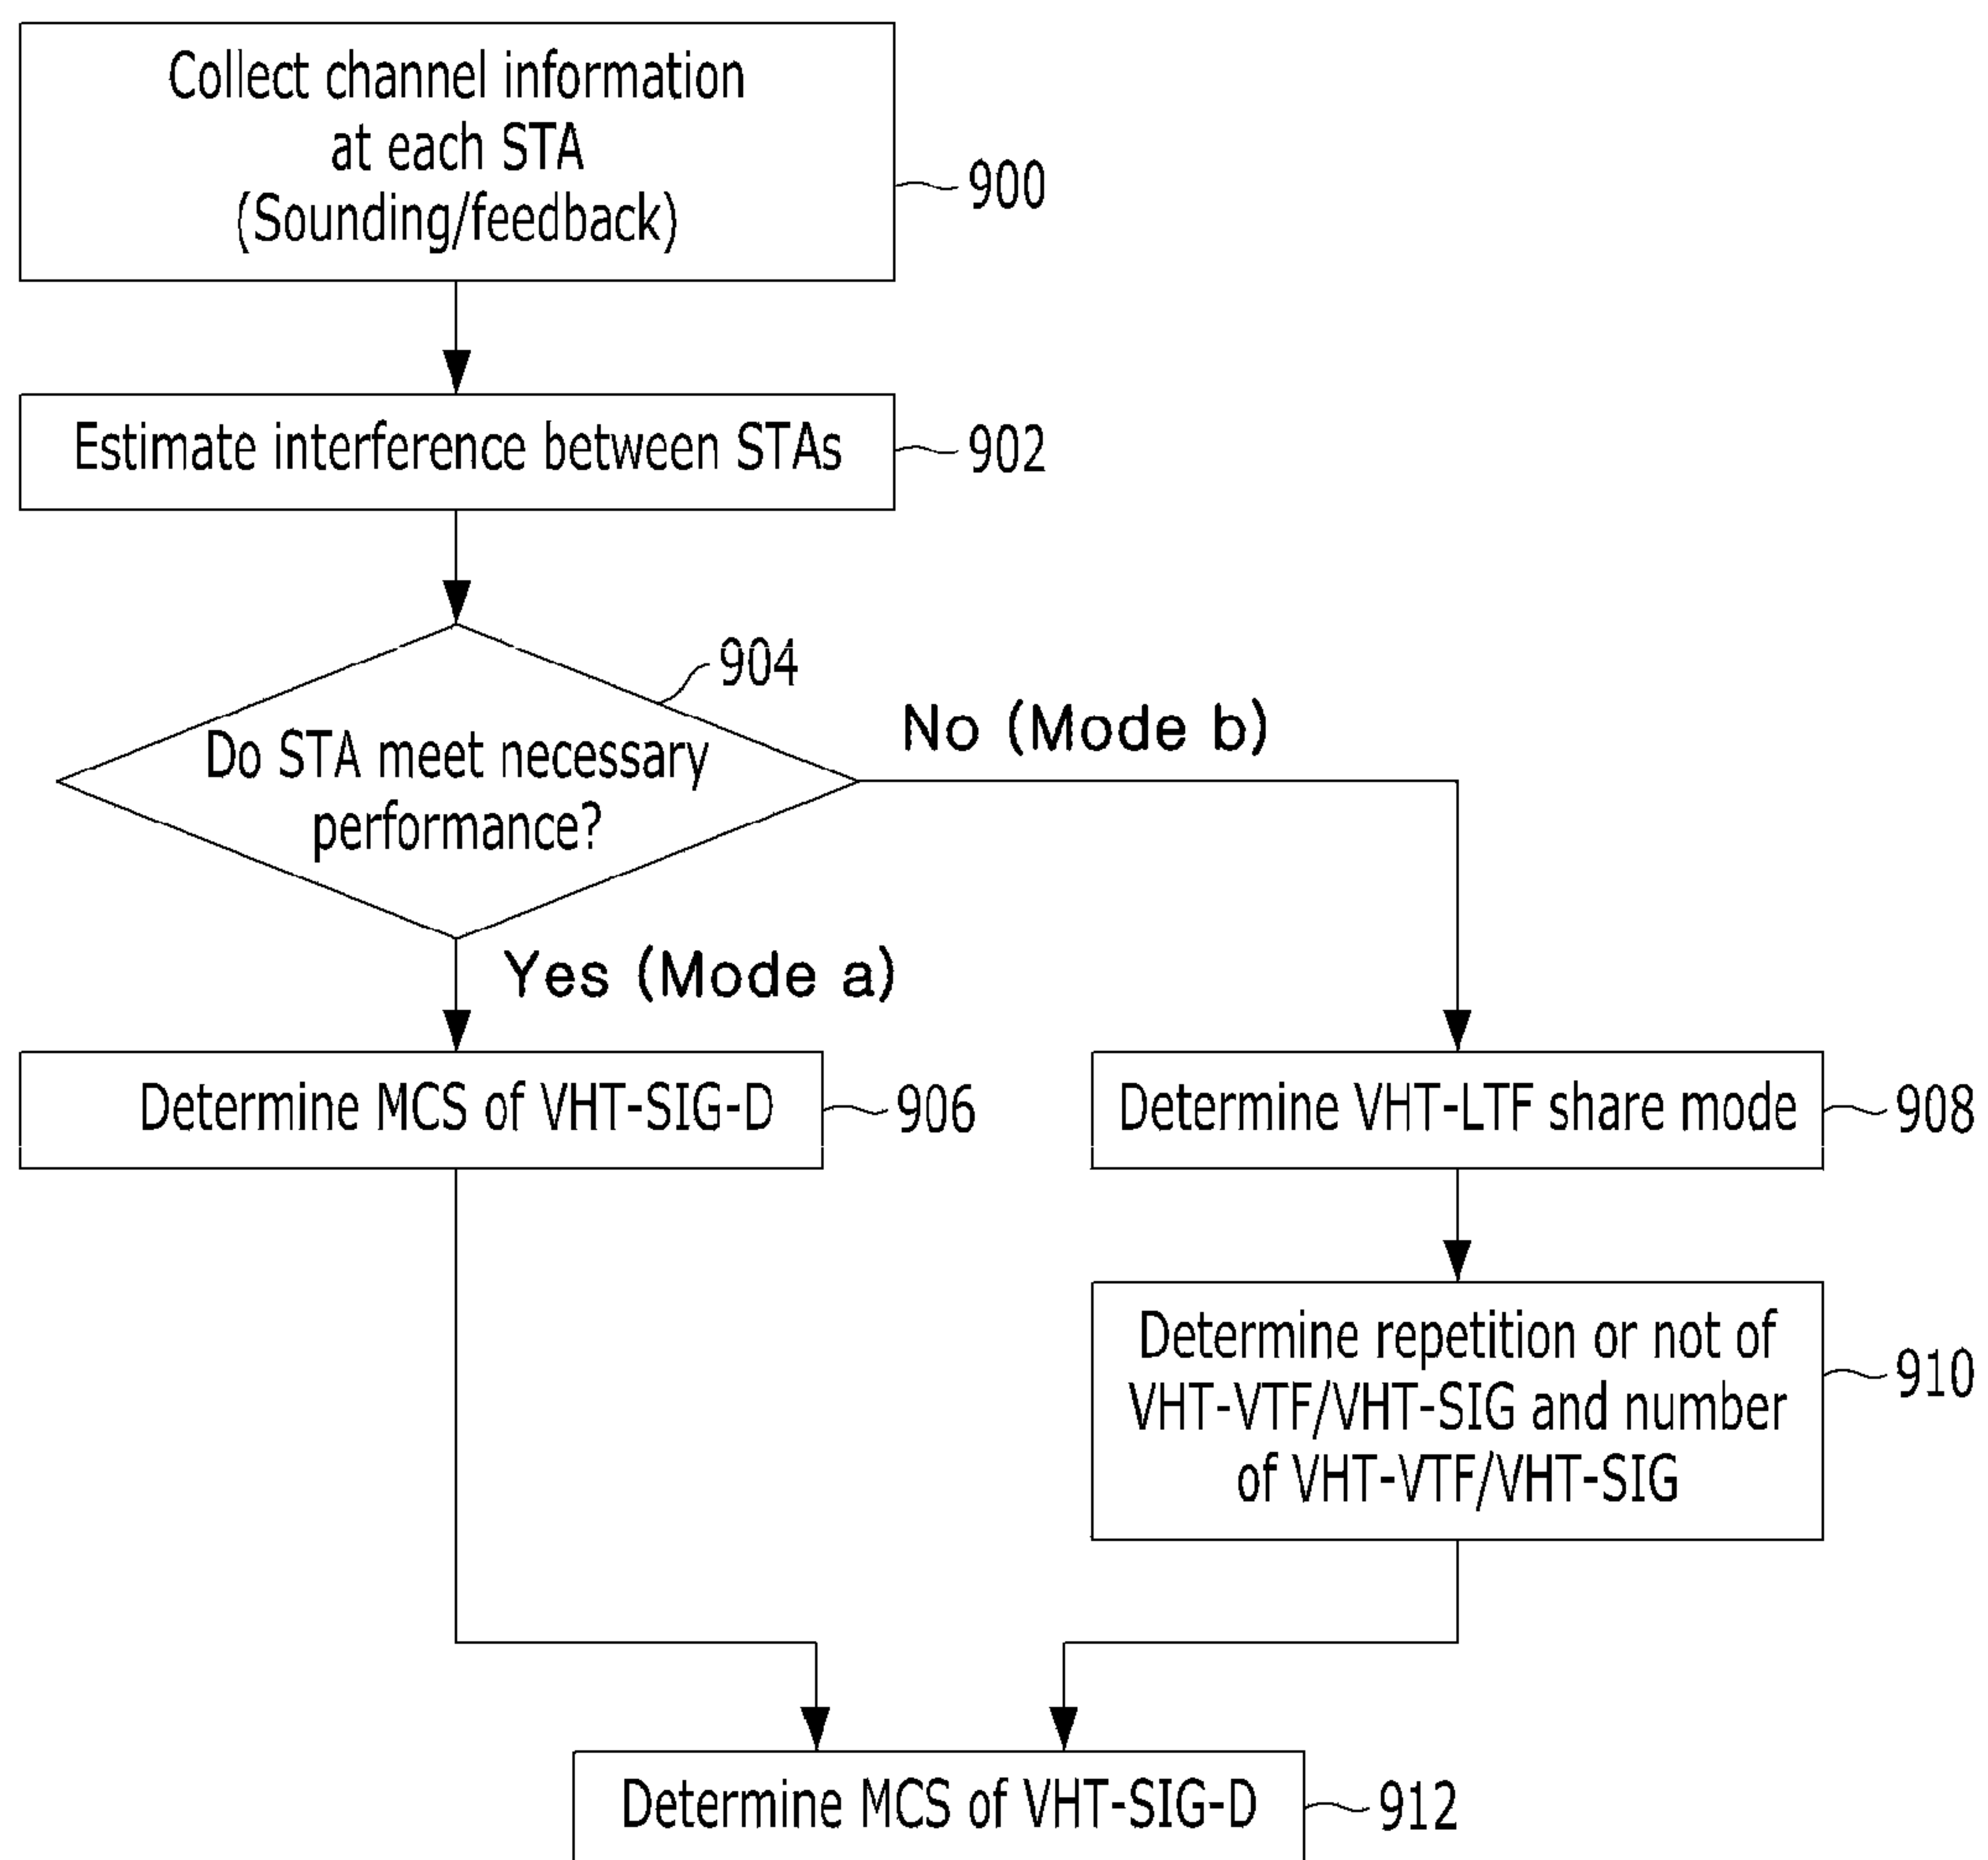 Collect channel information
at each STA
(Sounding/feedback)
900
Estimate interference between STAs
902
904
Do STA meet necessary
performance?
No (Mode b)
Yes (Mode a)
Determine MCS of VHT-SIG-D
906
Determine VHT-LTF share mode
908
Determine repetition or not of
VHT-VTF/VHT-SIG and number
of VHT-VTF/VHT-SIG
910
Determine MCS of VHT-SIG-D
912